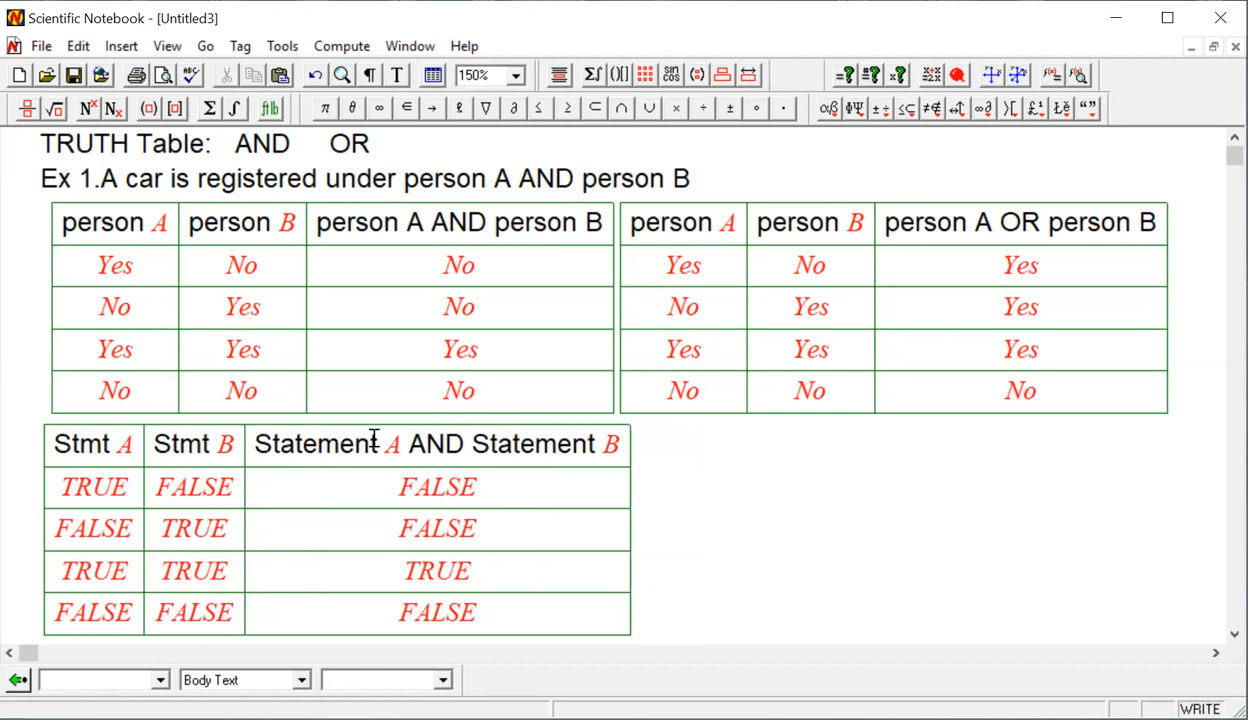 Scientific Notebook - [Untitled3]
File Edit Insert View Go Tag Tools Compute Window Help
150%
TRUTH Table: AND OR
Ex 1.A car is registered under person A AND person B
person A person B person A AND person B person A person B person A OR person B
Yes No No Yes No Yes
No Yes No No Yes Yes
Yes Yes Yes Yes Yes Yes
No No No No No No
Stmt A Stmt B Statement A AND Statement B
TRUE FALSE FALSE
FALSE TRUE FALSE
TRUE TRUE TRUE
FALSE FALSE FALSE
Body Text
WRITE